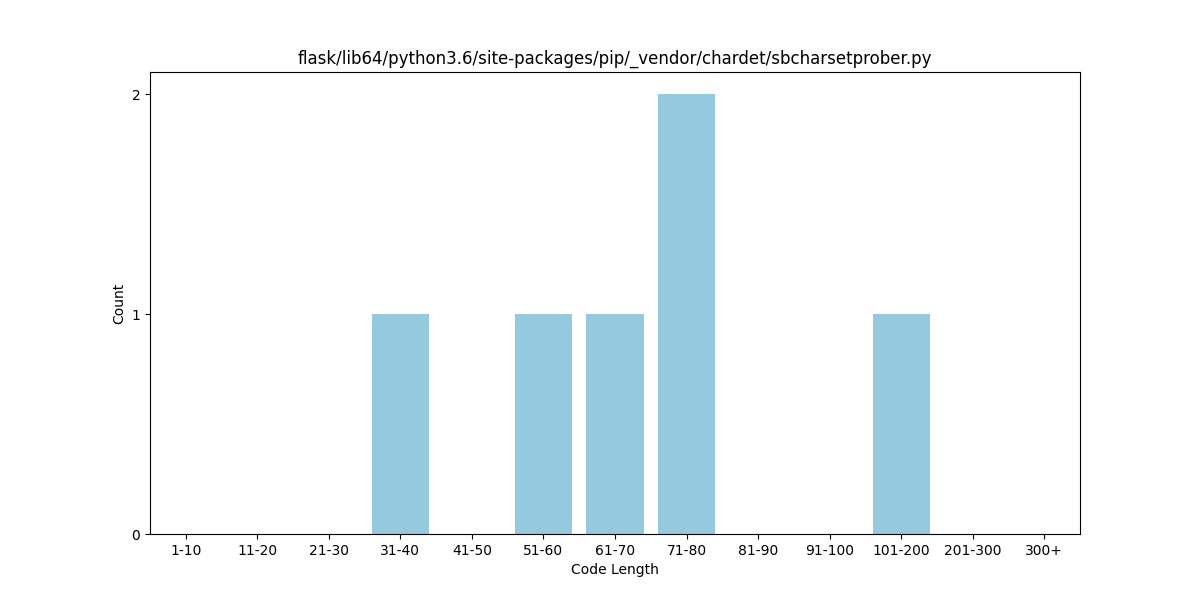 flask/lib64/python3.6/site-packages/pip/_vendor/chardet/sbcharsetprober.py
2
1
0
Count
1-10 11-20 21-30 31-40 41-50 51-60 61-70 71-80 81-90 91-100 101-200 201-300 300+
Code Length